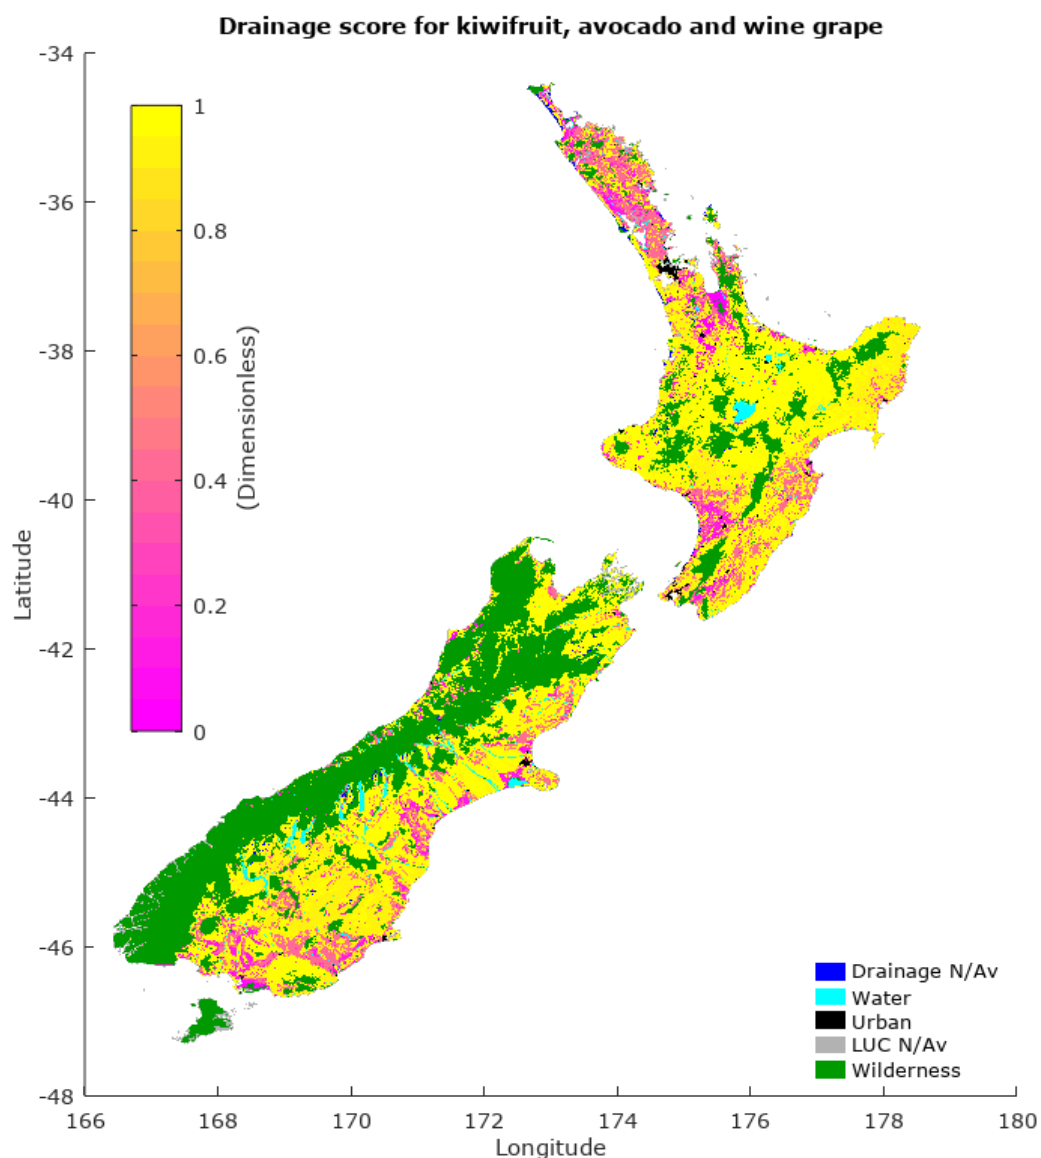 Drainage score for kiwifruit, avocado and wine grape
-34
-36
-38
-40
-42
-44
-46
-48
Latitude
1
0.8
0.6
0.4
0.2
0
(Dimensionless)
Drainage N/Av
Water
Urban
LUC N/Av
Wilderness
166
168
170
172
174
176
178
180
Longitude